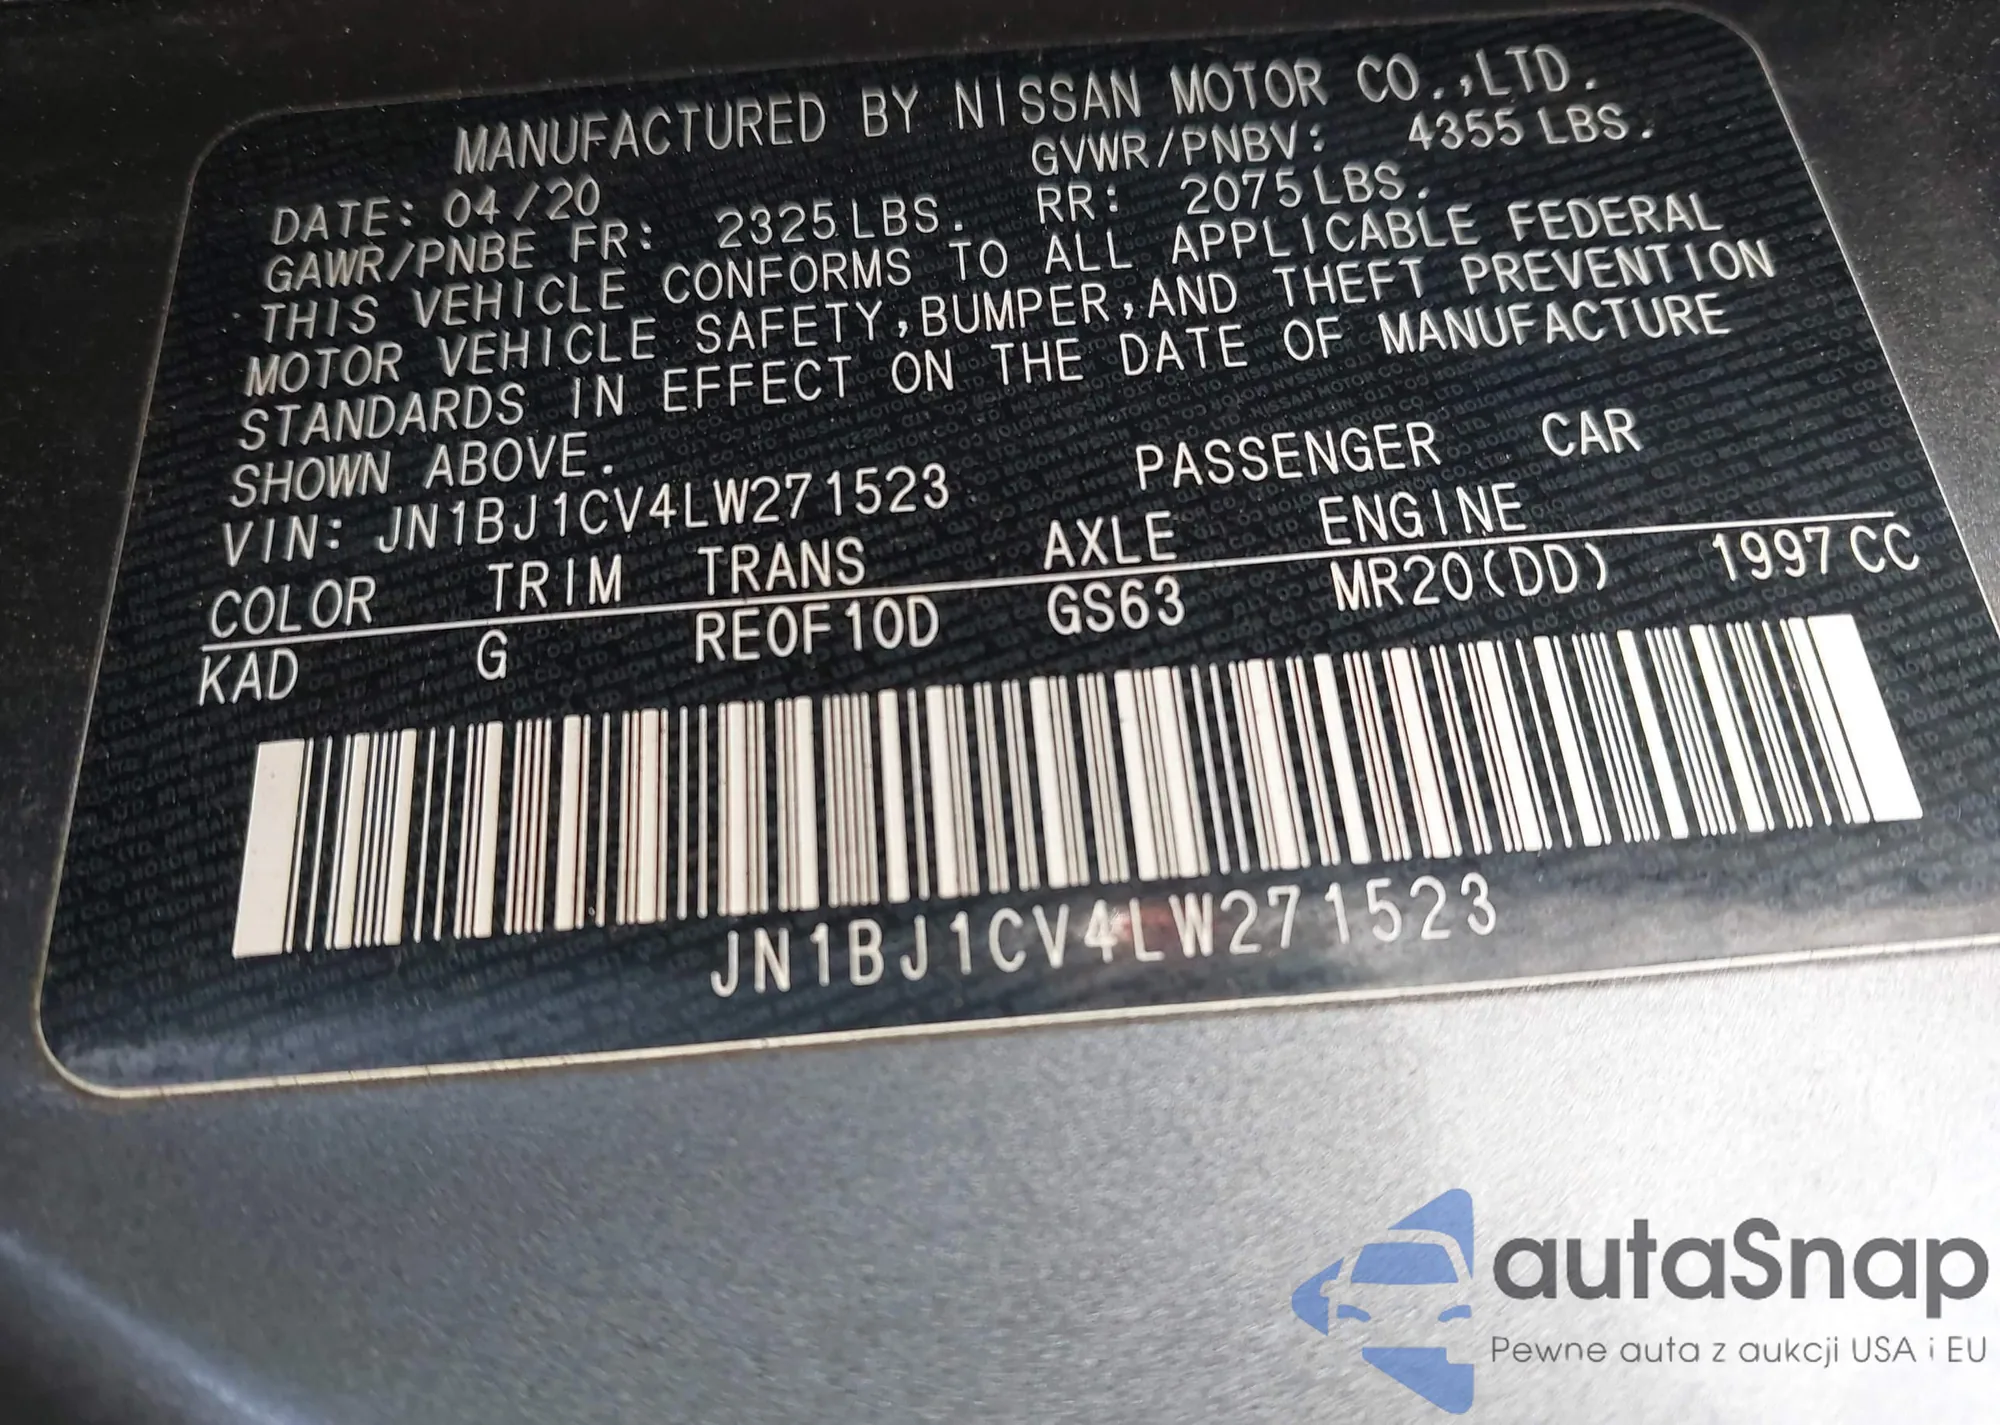 MANUFACTURED BY NISSAN MOTOR CO.,LTD.
DATE: 04/20 GVWR/PNBV: 4355 LBS.
GAWR/PNBE FR: 2325 LBS. RR: 2075 LBS.
THIS VEHICLE CONFORMS TO ALL APPLICABLE FEDERAL
MOTOR VEHICLE SAFETY,BUMPER,AND THEFT PREVENTION
STANDARDS IN EFFECT ON THE DATE OF MANUFACTURE
SHOWN ABOVE.
VIN: JN1BJ1CV4LW271523 PASSENGER CAR
COLOR TRIM TRANS AXLE ENGINE
KAD G RE0F10D GS63 MR20(DD) 1997 CC
JN1BJ1CV4LW271523
autaSnap
Pewne auta z aukcji USA i EU